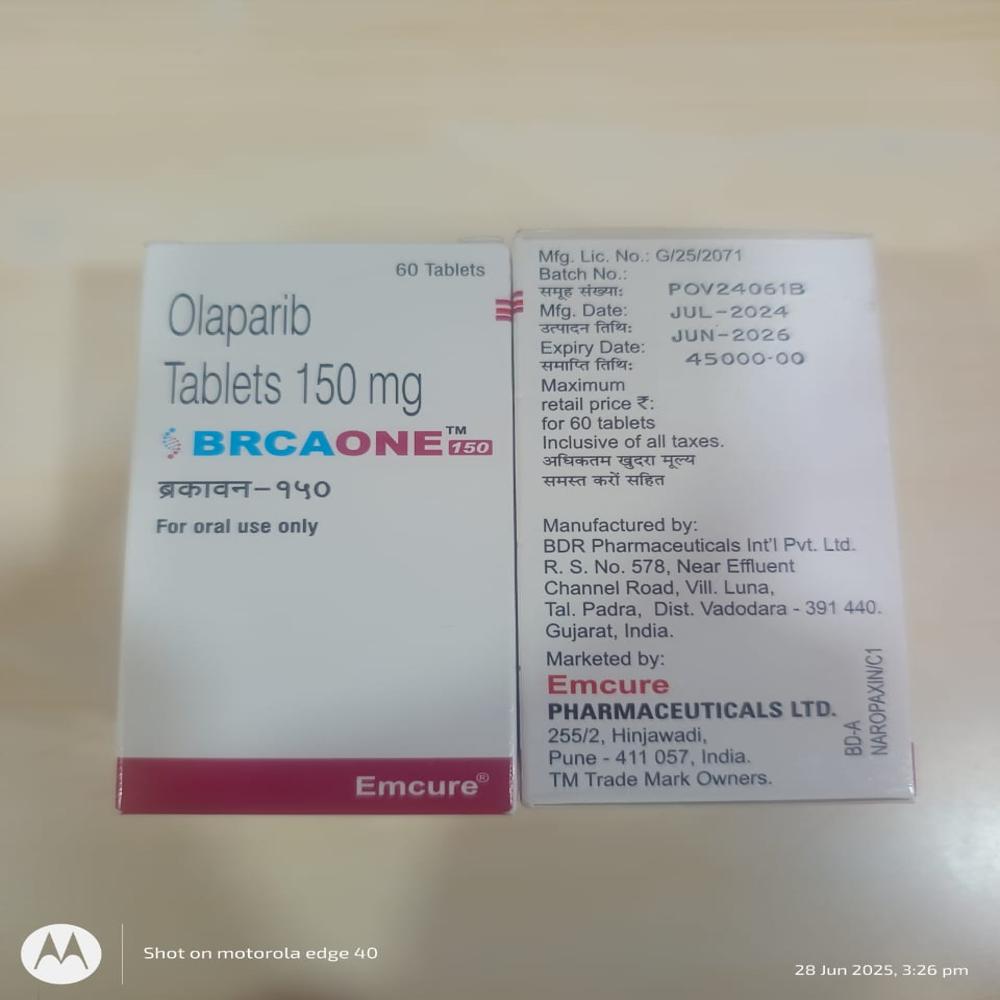 60 Tablets
Olaparib
Tablets 150 mg
BRCAONE™ 150
ब्रकावन-१५०
For oral use only
Emcure®
Mfg. Lic. No.: G/25/2071
Batch No.:
समूह संख्या: POV24061B
Mfg. Date: JUL-2024
उत्पादन तिथि:
JUN-2026
Expiry Date:
समाप्ति तिथि: 45000-00
Maximum
retail price ₹:
for 60 tablets
Inclusive of all taxes.
अधिकतम खुदरा मूल्य
समस्त करों सहित
Manufactured by:
BDR Pharmaceuticals Int'l Pvt. Ltd.
R. S. No. 578, Near Effluent
Channel Road, Vill. Luna,
Tal. Padra, Dist. Vadodara - 391 440.
Gujarat, India.
Marketed by:
Emcure
PHARMACEUTICALS LTD.
255/2, Hinjawadi,
Pune - 411 057, India.
TM Trade Mark Owners.
BD-A
NAROPAXIN/C1
Shot on motorola edge 40
28 Jun 2025, 3:26 pm